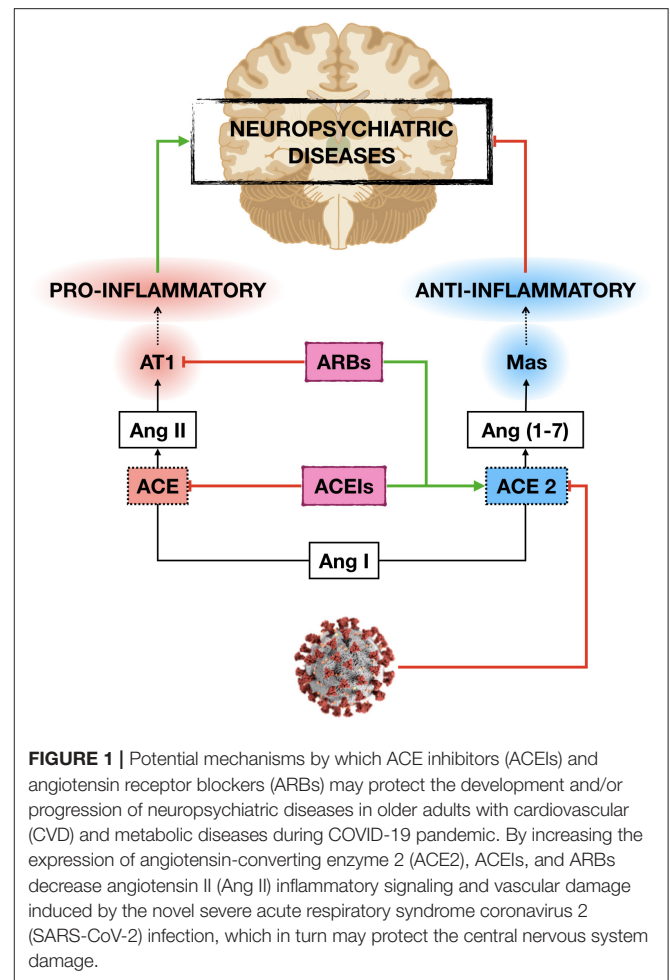 NEUROPSYCHIATRIC
DISEASES
PRO-INFLAMMATORY
ANTI-INFLAMMATORY
AT1
ARBs
Mas
Ang II
Ang (1-7)
ACE
ACEIs
ACE 2
Ang I
FIGURE 1 | Potential mechanisms by which ACE inhibitors (ACEIs) and
angiotensin receptor blockers (ARBs) may protect the development and/or
progression of neuropsychiatric diseases in older adults with cardiovascular
(CVD) and metabolic diseases during COVID-19 pandemic. By increasing the
expression of angiotensin-converting enzyme 2 (ACE2), ACEIs, and ARBs
decrease angiotensin II (Ang II) inflammatory signaling and vascular damage
induced by the novel severe acute respiratory syndrome coronavirus 2
(SARS-CoV-2) infection, which in turn may protect the central nervous system
damage.